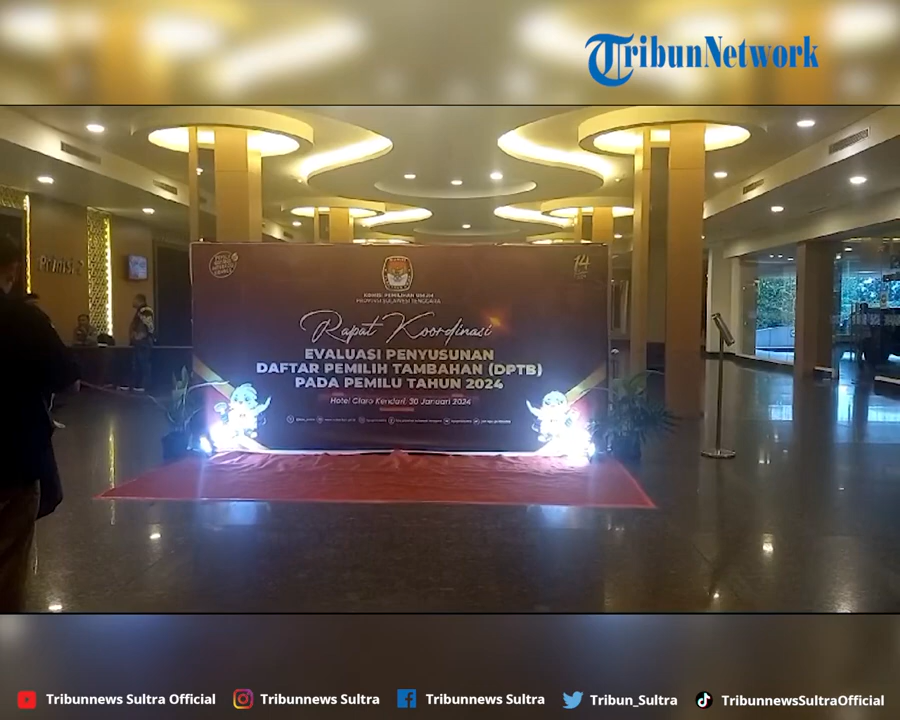 TribunNetwork
14
KOMISI PEMILIHAN UMUM
PROVINSI SULAWESI TENGGARA
Rapat Koordinasi
EVALUASI PENYUSUNAN
DAFTAR PEMILIH TAMBAHAN (DPTB)
PADA PEMILU TAHUN 2024
Hotel Claro Kendari, 30 Januari 2024
Tribunnews Sultra Official
Tribunnews Sultra
Tribunnews Sultra
Tribun_Sultra
TribunnewsSultraOfficial